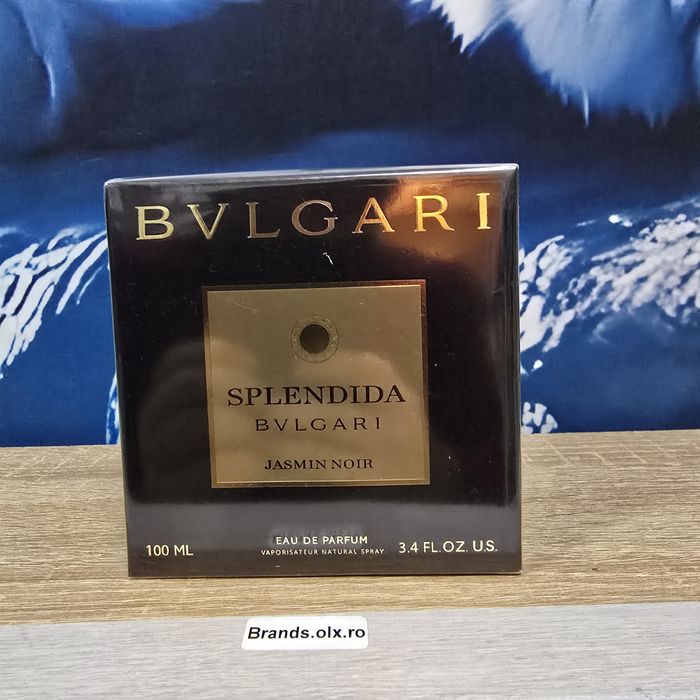 BVLGARI
SPLENDIDA
BVLGARI
JASMIN NOIR
EAU DE PARFUM
VAPORISATEUR NATURAL SPRAY
100 ML
3.4 FL.OZ. U.S.
Brands.olx.ro